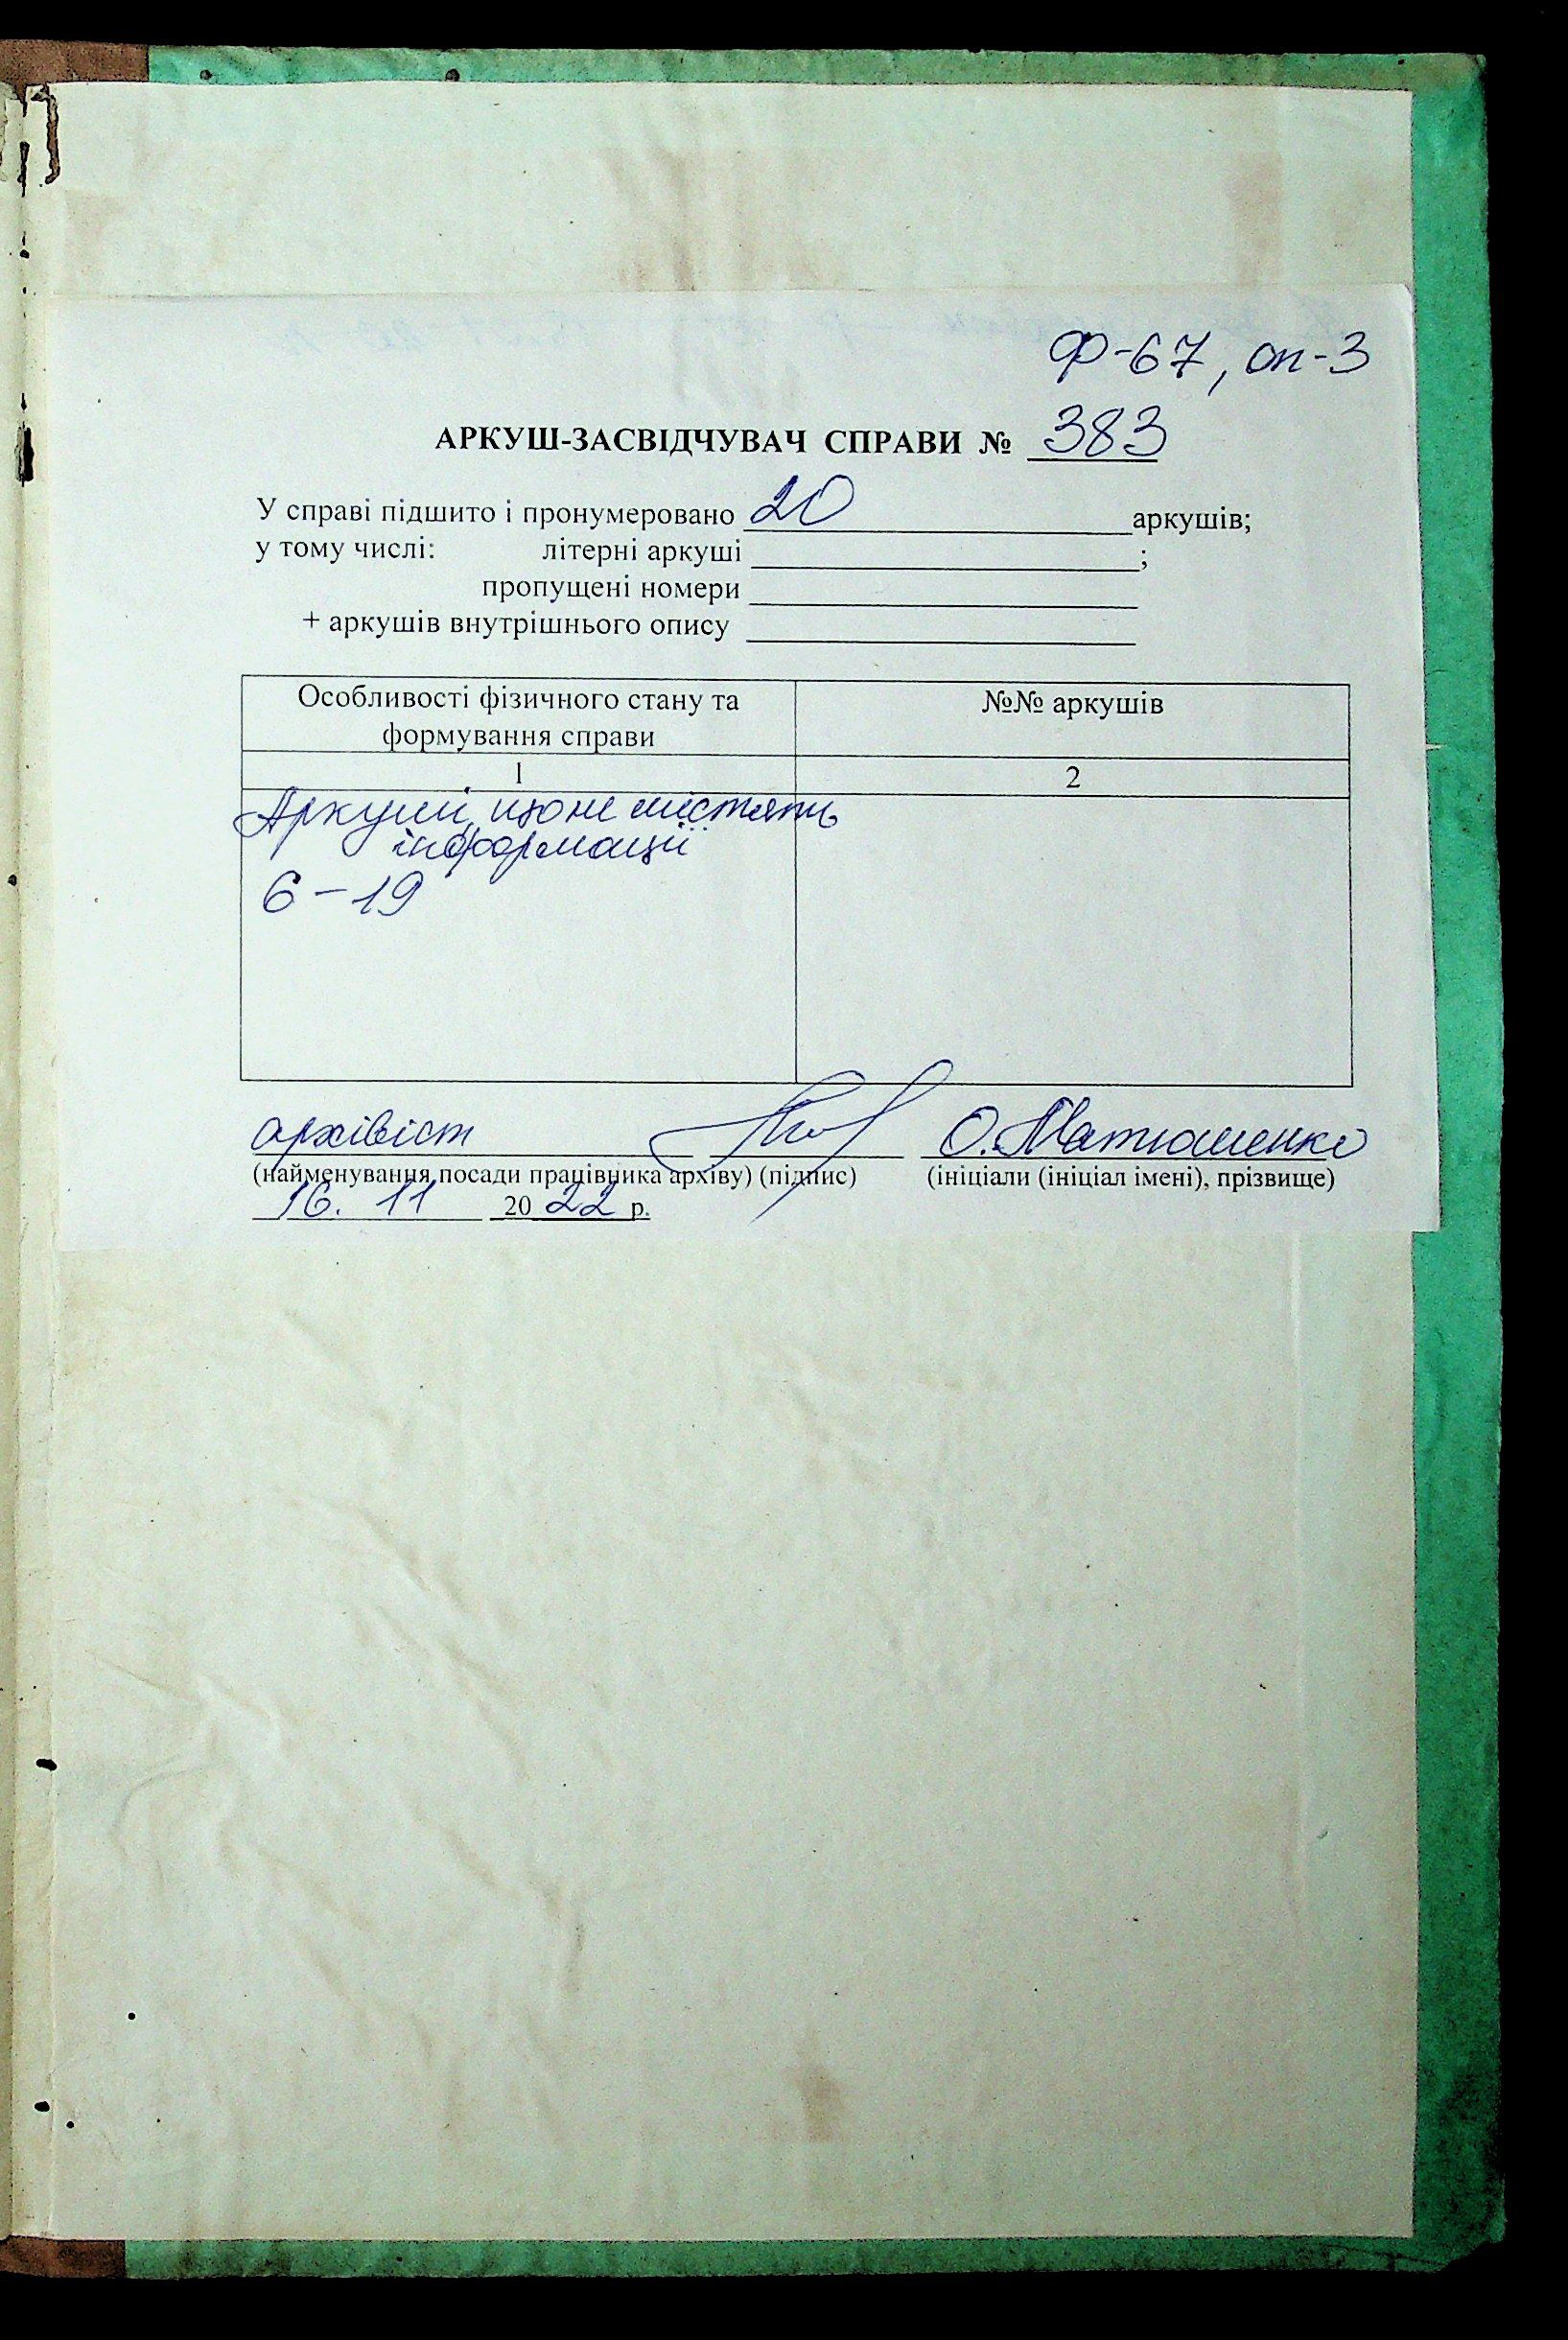 Ф-67, оп-3
АРКУШ-ЗАСВІДЧУВАЧ СПРАВИ № 383
У справі підшито і пронумеровано 20 аркушів;
у тому числі: літерні аркуші ;
пропущені номери
+ аркушів внутрішнього опису
Особливості фізичного стану та формування справи
№№ аркушів
1
2
Аркуші, що не містять
інформації
6-19
архівіст О. Матюшенко
(найменування посади працівника архіву) (підпис) (ініціали (ініціал імені), прізвище)
16. 11 2022 р.